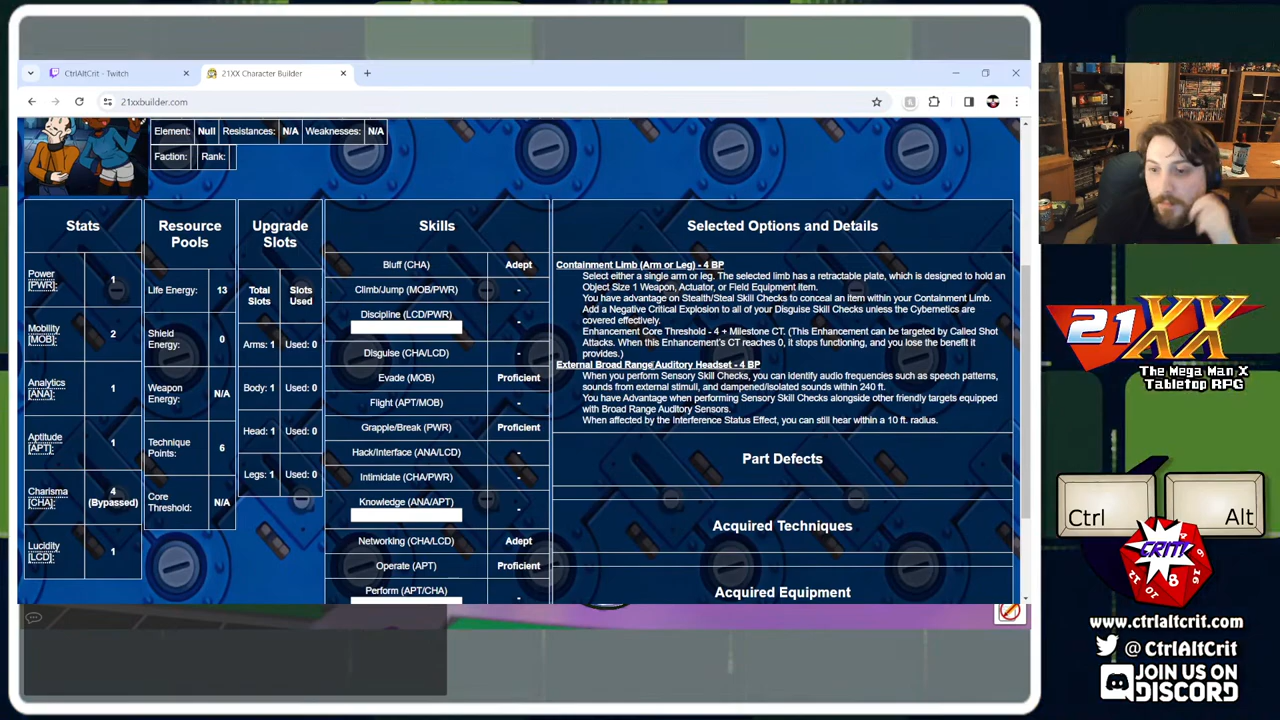 CtrlAltCrit - Twitch
21XX Character Builder
21xxbuilder.com
Element: Null Resistances: N/A Weaknesses: N/A
Faction: Rank:
Stats
Power
[PWR]:
1
Mobility
[MOB]:
2
Analytics
[ANA]:
1
Aptitude
[APT]:
1
Charisma
[CHA]:
4
(Bypassed)
Lucidity
[LCD]:
1
Resource
Pools
Life Energy: 13
Shield
Energy:
0
Weapon
Energy:
N/A
Technique
Points:
6
Core
Threshold:
N/A
Upgrade
Slots
Total
Slots
Slots
Used
Arms: 1 Used: 0
Body: 1 Used: 0
Head: 1 Used: 0
Legs: 1 Used: 0
Skills
Bluff (CHA) Adept
Climb/Jump (MOB/PWR) -
Discipline (LCD/PWR) -
Disguise (CHA/LCD) -
Evade (MOB) Proficient
Flight (APT/MOB) -
Grapple/Break (PWR) Proficient
Hack/Interface (ANA/LCD) -
Intimidate (CHA/PWR) -
Knowledge (ANA/APT) -
Networking (CHA/LCD) Adept
Operate (APT) Proficient
Perform (APT/CHA) -
Selected Options and Details
Containment Limb (Arm or Leg) - 4 BP
Select either a single arm or leg. The selected limb has a retractable plate, which is designed to hold an
Object Size 1 Weapon, Actuator, or Field Equipment Item.
You have advantage on Stealth/Steal Skill Checks to conceal an item within your Containment Limb.
Add a Negative Critical Explosion to all of your Disguise Skill Checks unless the Cybernetics are
covered effectively.
Enhancement Core Threshold - 4 + Milestone CT. (This Enhancement can be targeted by Called Shot
Attacks. When this Enhancement's CT reaches 0, it stops functioning, and you lose the benefit it
provides.)
External Broad Range Auditory Headset - 4 BP
When you perform Sensory Skill Checks, you can identify audio frequencies such as speech patterns,
sounds from external stimuli, and dampened/isolated sounds within 240 ft.
You have Advantage when performing Sensory Skill Checks alongside other friendly targets equipped
with Broad Range Auditory Sensors.
When affected by the Interference Status Effect, you can still hear within a 10 ft. radius.
Part Defects
Acquired Techniques
Acquired Equipment
21XX
The Mega Man X
Tabletop RPG
Ctrl Alt
CRIT!
www.ctrlaltcrit.com
@ CtrlAltCrit
JOIN US ON
DISCORD